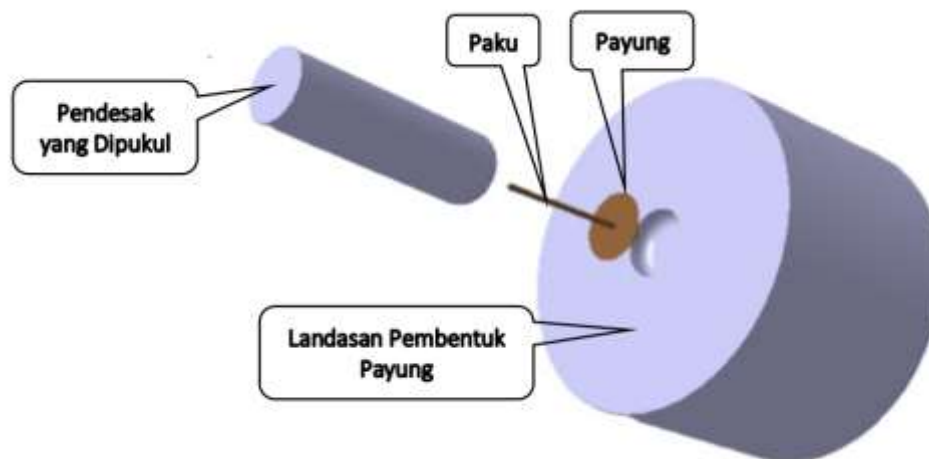 Paku
Payung
Pendesak
yang Dipukul
Landasan Pembentuk
Payung